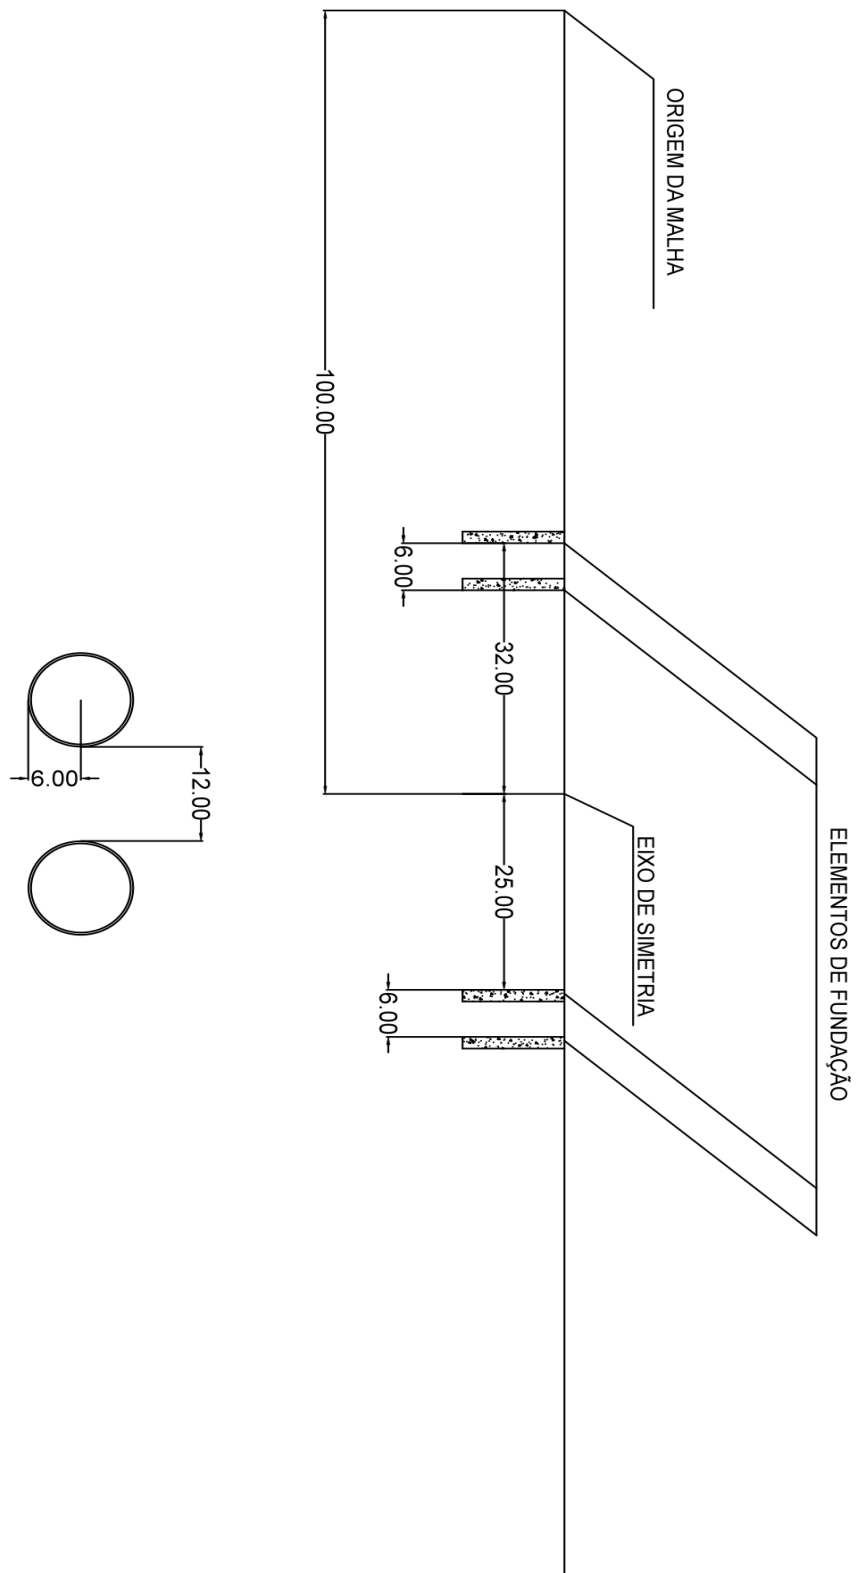 ORIGEM DA MALHA
ELEMENTOS DE FUNDAÇÃO
EIXO DE SIMETRIA
100.00
6.00
32.00
25.00
6.00
12.00
6.00